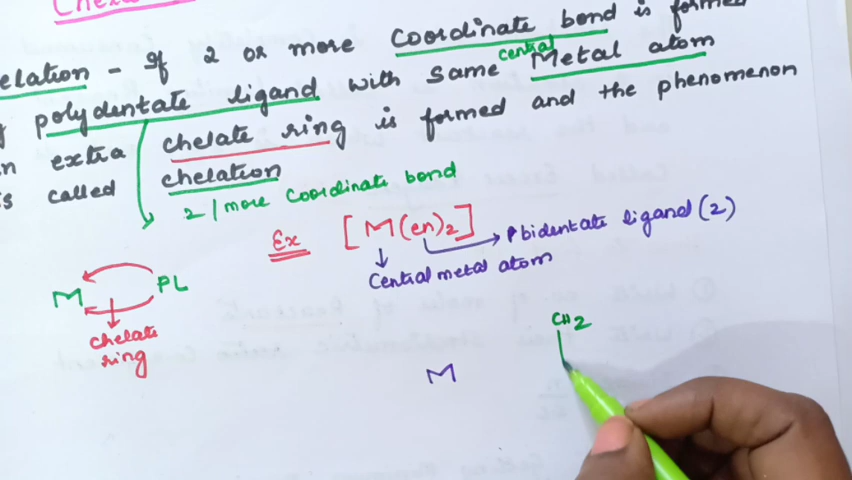 elation - If 2 or more Coordinate bond is formed
polydentate ligand with same central Metal atom
extra chelate ring is formed and the phenomenon
is called chelation
2/more Coordinate bond
Ex [M(en)2] bidentate ligand (2)
Central metal atom
M PL
chelate
ring
CH2
M